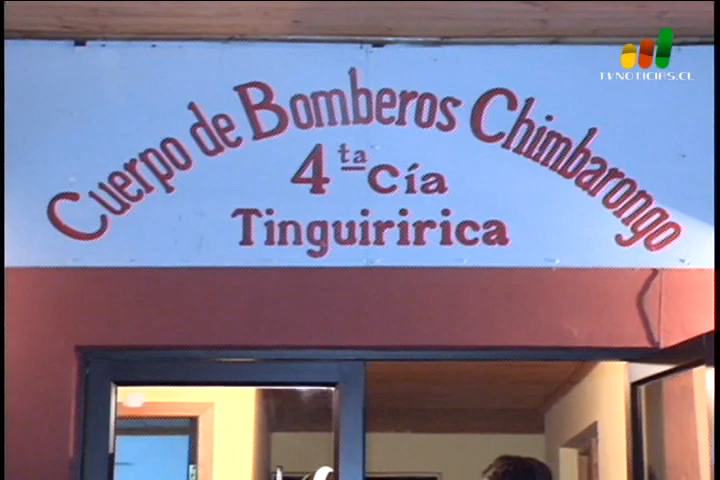 TVNOTICIAS.CL
Cuerpo de Bomberos Chimbarongo
4ta Cía
Tinguiririca